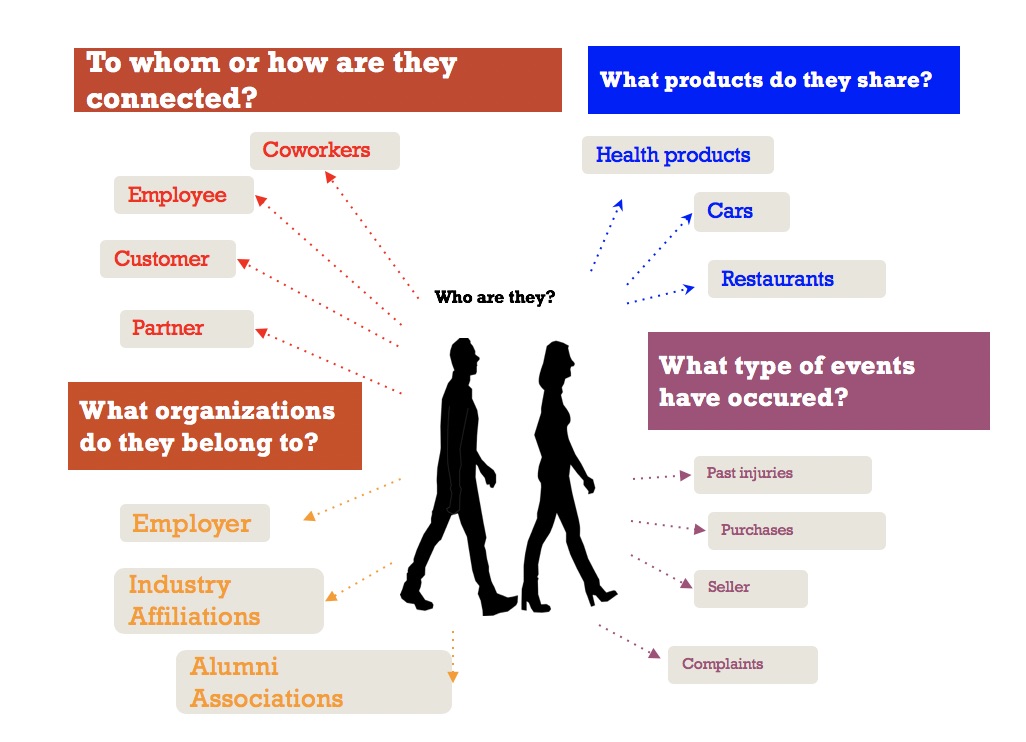 To whom or how are they
connected?
What products do they share?
Coworkers
Employee
Customer
Partner
Health products
Cars
Restaurants
Who are they?
What organizations
do they belong to?
Employer
Industry
Affiliations
Alumni
Associations
What type of events
have occured?
Past injuries
Purchases
Seller
Complaints